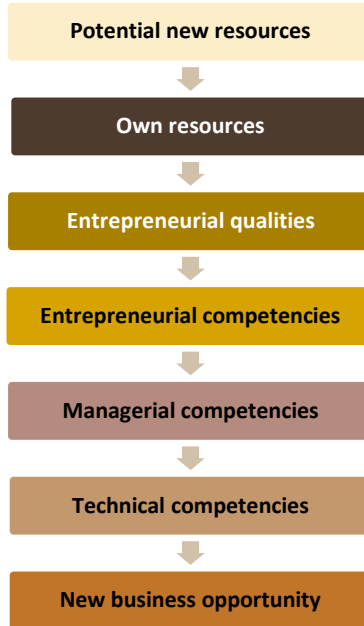 Potential new resources
Own resources
Entrepreneurial qualities
Entrepreneurial competencies
Managerial competencies
Technical competencies
New business opportunity